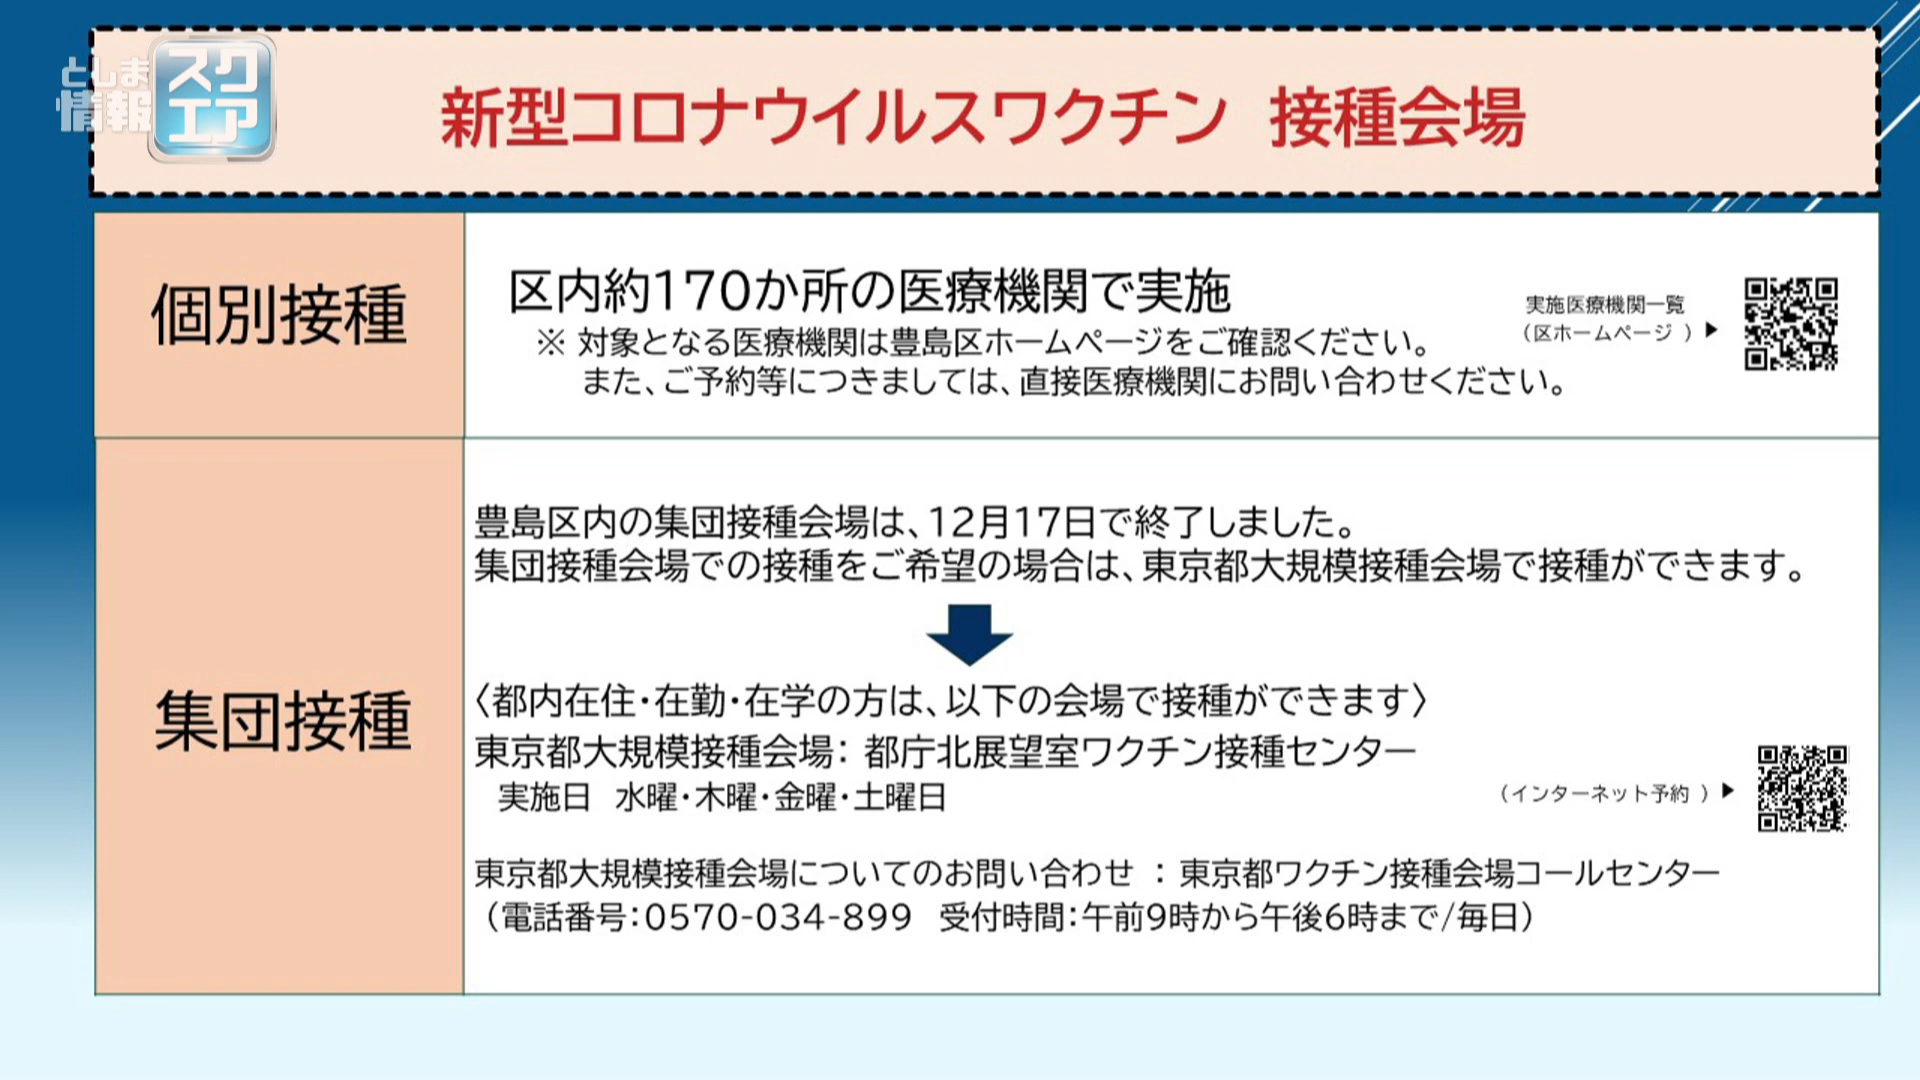 としま
情報
スク
エア
新型コロナウイルスワクチン 接種会場
個別接種
区内約170か所の医療機関で実施
※ 対象となる医療機関は豊島区ホームページをご確認ください。
また、ご予約等につきましては、直接医療機関にお問い合わせください。
実施医療機関一覧
（区ホームページ ）▶
集団接種
豊島区内の集団接種会場は、12月17日で終了しました。
集団接種会場での接種をご希望の場合は、東京都大規模接種会場で接種ができます。
〈都内在住・在勤・在学の方は、以下の会場で接種ができます〉
東京都大規模接種会場： 都庁北展望室ワクチン接種センター
実施日 水曜・木曜・金曜・土曜日
（インターネット予約 ）▶
東京都大規模接種会場についてのお問い合わせ ： 東京都ワクチン接種会場コールセンター
（電話番号：0570-034-899 受付時間：午前9時から午後6時まで/毎日）